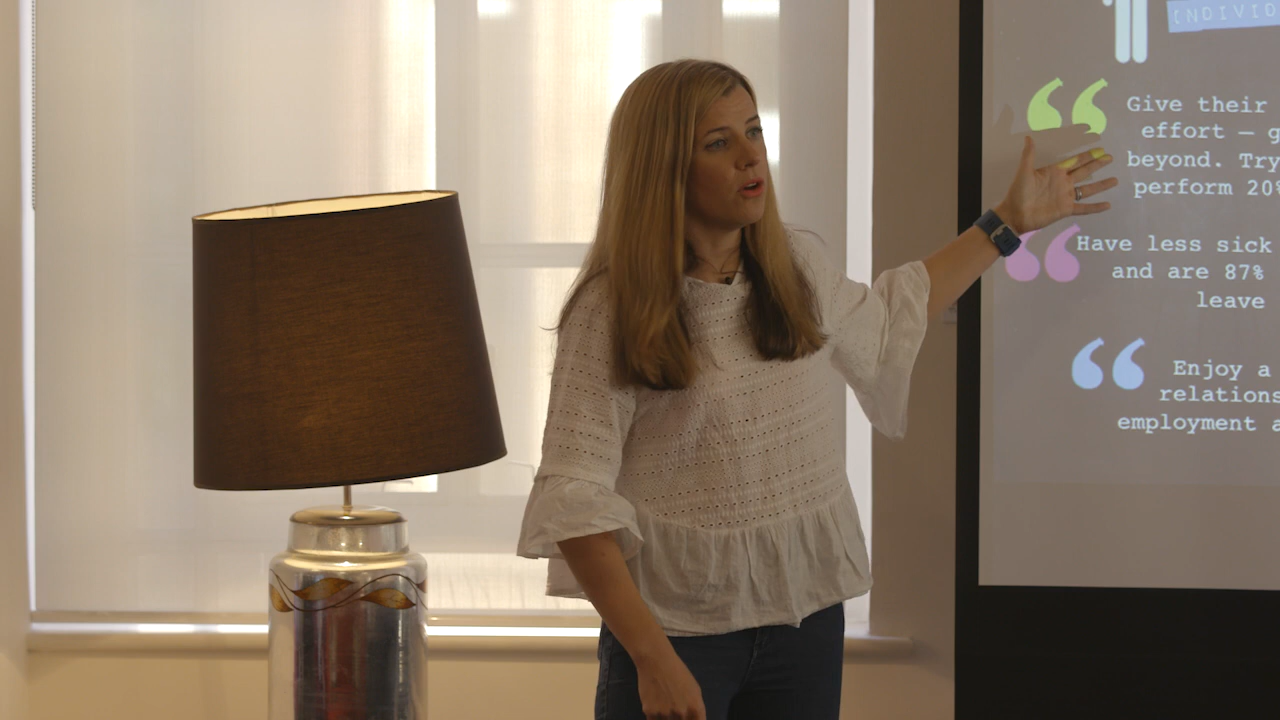 INDIVID
Give their
effort — g
beyond. Try
perform 20%
Have less sick
and are 87%
leave
Enjoy a
relations
employment a